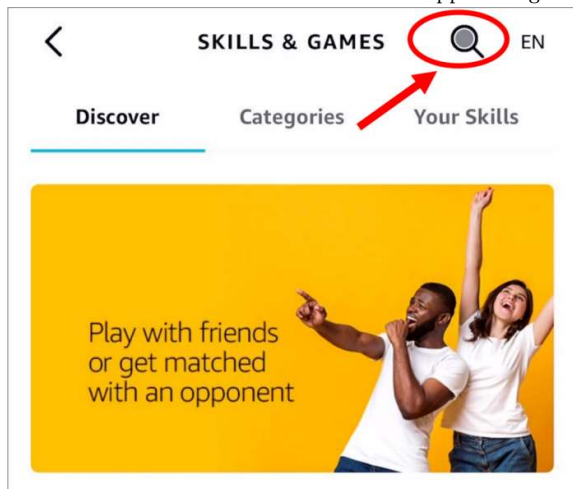 SKILLS & GAMES EN
Discover Categories Your Skills
Play with friends
or get matched
with an opponent